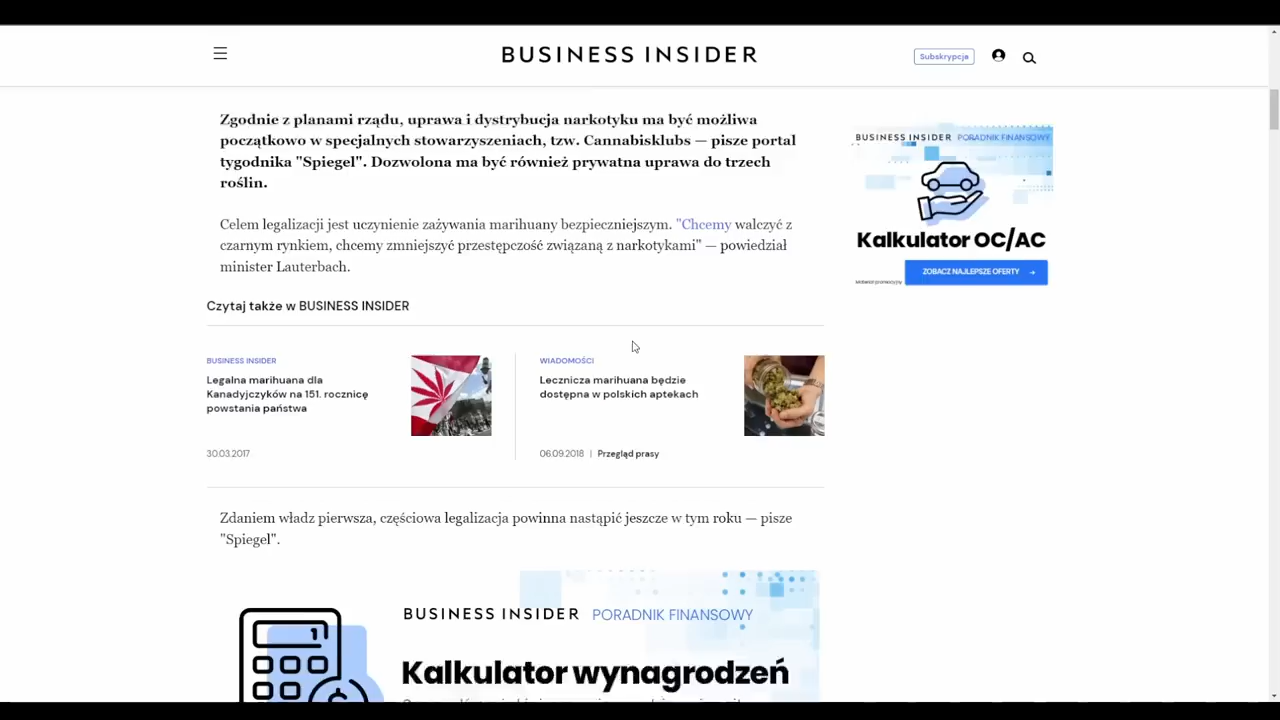 BUSINESS INSIDER
Subskrypcja
Zgodnie z planami rządu, uprawa i dystrybucja narkotyku ma być możliwa
początkowo w specjalnych stowarzyszeniach, tzw. Cannabisklubs — pisze portal
tygodnika "Spiegel". Dozwolona ma być również prywatna uprawa do trzech
roślin.
Celem legalizacji jest uczynienie zażywania marihuany bezpieczniejszym. "Chcemy walczyć z
czarnym rynkiem, chcemy zmniejszyć przestępczość związaną z narkotykami" — powiedział
minister Lauterbach.
BUSINESS INSIDER PORADNIK FINANSOWY
Kalkulator OC/AC
ZOBACZ NAJLEPSZE OFERTY →
Materiał promocyjny
Czytaj także w BUSINESS INSIDER
BUSINESS INSIDER
Legalna marihuana dla
Kanadyjczyków na 151. rocznicę
powstania państwa
30.03.2017
WIADOMOŚCI
Lecznicza marihuana będzie
dostępna w polskich aptekach
06.09.2018 | Przegląd prasy
Zdaniem władz pierwsza, częściowa legalizacja powinna nastąpić jeszcze w tym roku — pisze
"Spiegel".
BUSINESS INSIDER PORADNIK FINANSOWY
Kalkulator wynagrodzeń